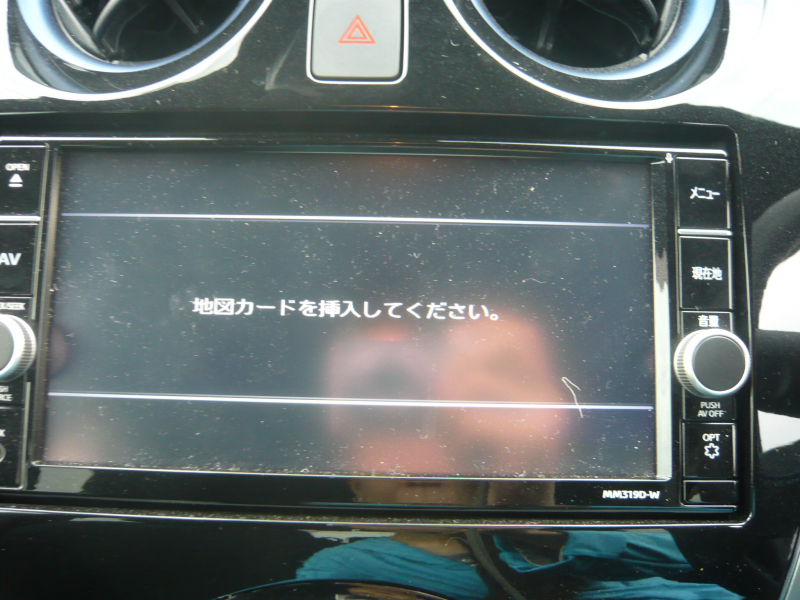 OPEN
メニュー
AV
現在地
地図カードを挿入してください。
音量
PUSH
AV OFF
OPT
MM319D-W